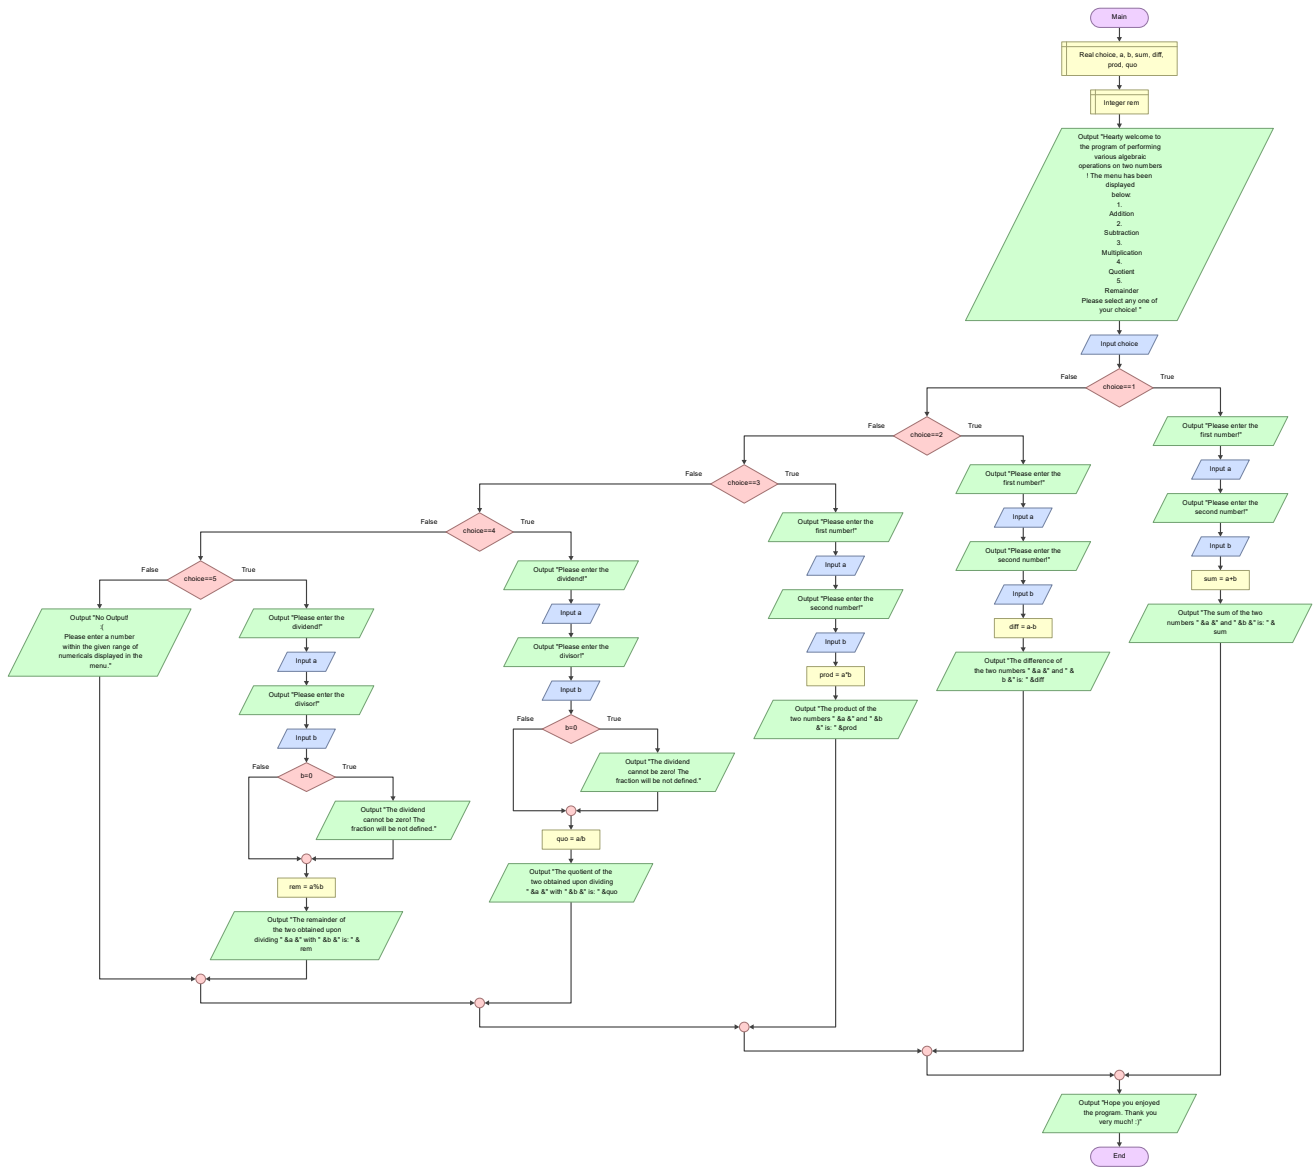 Main
Real choice, a, b, sum, diff,
prod, quo
Integer rem
Output "Hearty welcome to
the program of performing
various algebraic
operations on two numbers
! The menu has been
displayed
below:
1.
Addition
2.
Subtraction
3.
Multiplication
4.
Quotient
5.
Remainder
Please select any one of
your choice! "
Input choice
False
choice==1
True
Output "Please enter the
first number!"
Input a
Output "Please enter the
second number!"
Input b
sum = a+b
Output "The sum of the two
numbers " &a &" and " &b &" is: " &
sum
False
choice==2
True
Output "Please enter the
first number!"
Input a
Output "Please enter the
second number!"
Input b
diff = a-b
Output "The difference of
the two numbers " &a &" and " &
b &" is: " &diff
False
choice==3
True
Output "Please enter the
first number!"
Input a
Output "Please enter the
second number!"
Input b
prod = a*b
Output "The product of the
two numbers " &a &" and " &b
&" is: " &prod
False
choice==4
True
Output "Please enter the
dividend!"
Input a
Output "Please enter the
divisor!"
Input b
False
b=0
True
Output "The dividend
cannot be zero! The
fraction will be not defined."
quo = a/b
Output "The quotient of the
two obtained upon dividing
" &a &" with " &b &" is: " &quo
False
choice==5
True
Output "Please enter the
dividend!"
Input a
Output "Please enter the
divisor!"
Input b
False
b=0
True
Output "The dividend
cannot be zero! The
fraction will be not defined."
rem = a%b
Output "The remainder of
the two obtained upon
dividing " &a &" with " &b &" is: " &
rem
Output "No Output!
:(
Please enter a number
within the given range of
numericals displayed in the
menu."
Output "Hope you enjoyed
the program. Thank you
very much! :)"
End